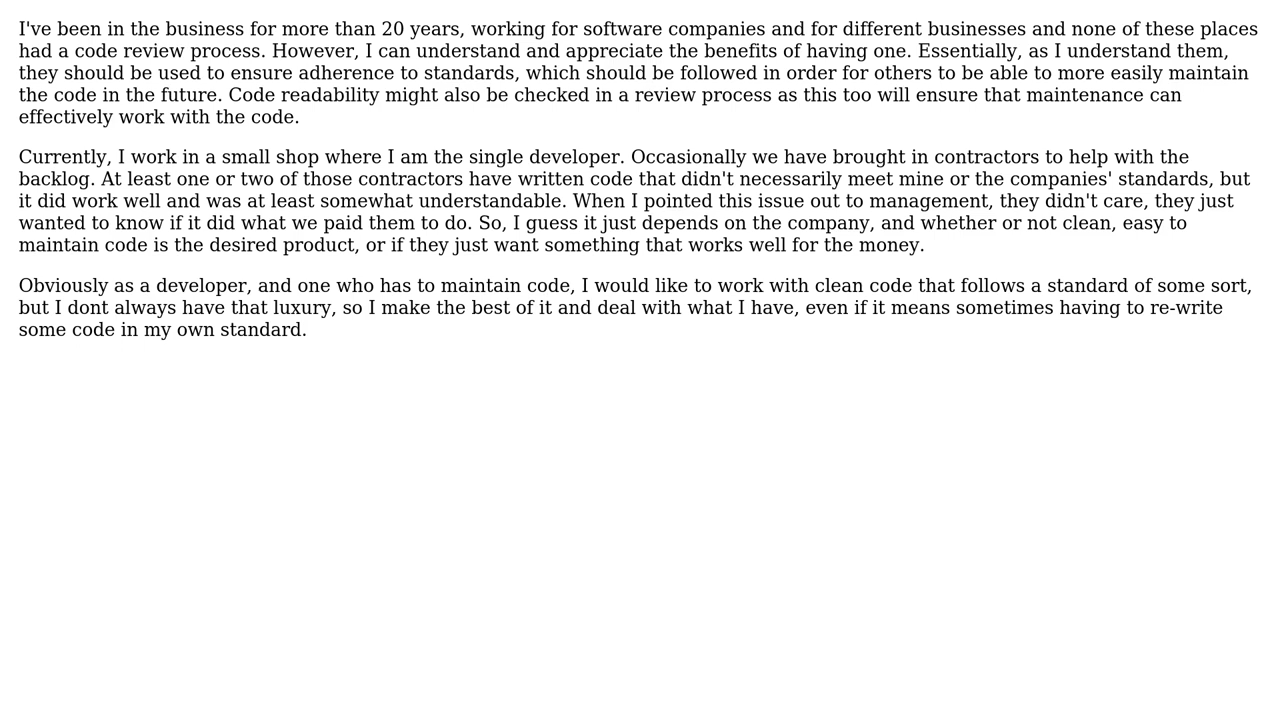 I've been in the business for more than 20 years, working for software companies and for different businesses and none of these places
had a code review process. However, I can understand and appreciate the benefits of having one. Essentially, as I understand them,
they should be used to ensure adherence to standards, which should be followed in order for others to be able to more easily maintain
the code in the future. Code readability might also be checked in a review process as this too will ensure that maintenance can
effectively work with the code.
Currently, I work in a small shop where I am the single developer. Occasionally we have brought in contractors to help with the
backlog. At least one or two of those contractors have written code that didn't necessarily meet mine or the companies' standards, but
it did work well and was at least somewhat understandable. When I pointed this issue out to management, they didn't care, they just
wanted to know if it did what we paid them to do. So, I guess it just depends on the company, and whether or not clean, easy to
maintain code is the desired product, or if they just want something that works well for the money.
Obviously as a developer, and one who has to maintain code, I would like to work with clean code that follows a standard of some sort,
but I dont always have that luxury, so I make the best of it and deal with what I have, even if it means sometimes having to re-write
some code in my own standard.